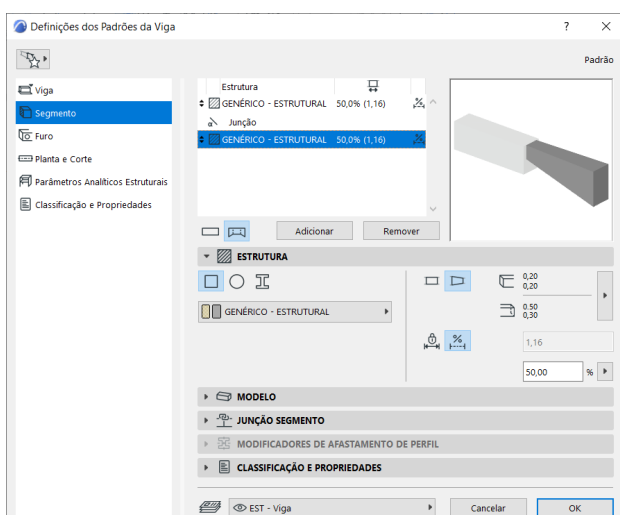 Definições dos Padrões da Viga
? ×
Padrão
Viga
Segmento
Furo
Planta e Corte
Parâmetros Analíticos Estruturais
Classificação e Propriedades
Estrutura
GENÉRICO - ESTRUTURAL 50,0% (1,16)
Junção
GENÉRICO - ESTRUTURAL 50,0% (1,16)
Adicionar Remover
ESTRUTURA
0,20
0,20
GENÉRICO - ESTRUTURAL
0.50
0,30
%
1,16
50,00 %
MODELO
JUNÇÃO SEGMENTO
MODIFICADORES DE AFASTAMENTO DE PERFIL
CLASSIFICAÇÃO E PROPRIEDADES
EST - Viga
Cancelar OK